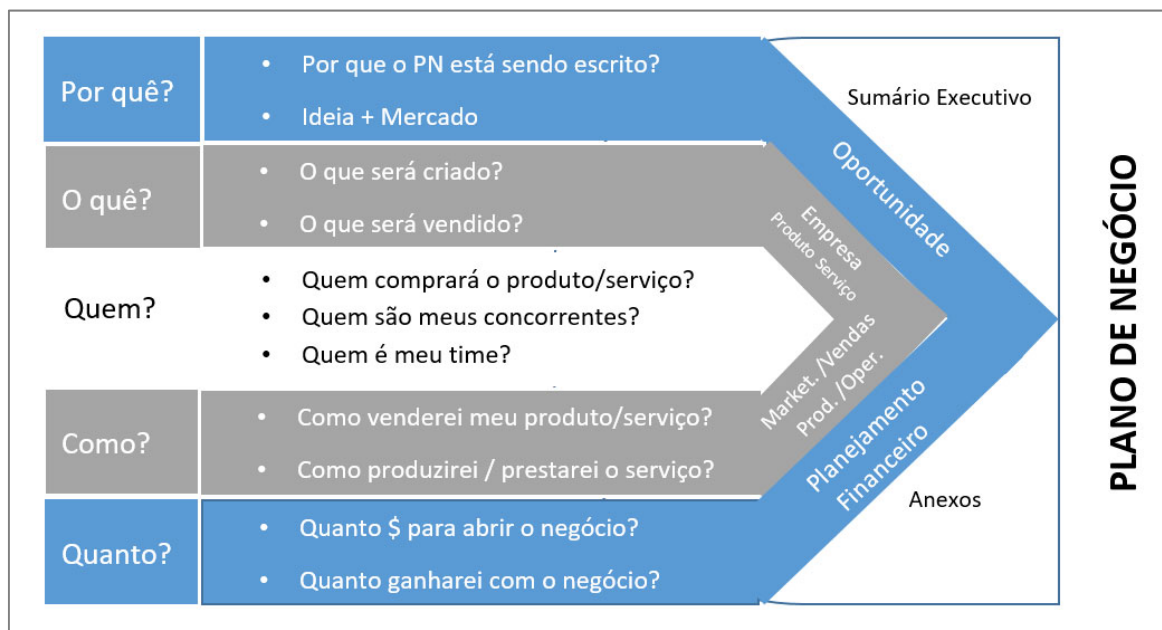 Por quê?
• Por que o PN está sendo escrito?
• Ideia + Mercado
O quê?
• O que será criado?
• O que será vendido?
Quem?
• Quem comprará o produto/serviço?
• Quem são meus concorrentes?
• Quem é meu time?
Como?
• Como venderei meu produto/serviço?
• Como produzirei / prestarei o serviço?
Quanto?
• Quanto $ para abrir o negócio?
• Quanto ganharei com o negócio?
Oportunidade
Empresa
Produto Serviço
Market. /Vendas
Prod. /Oper.
Planejamento
Financeiro
Sumário Executivo
Anexos
PLANO DE NEGÓCIO